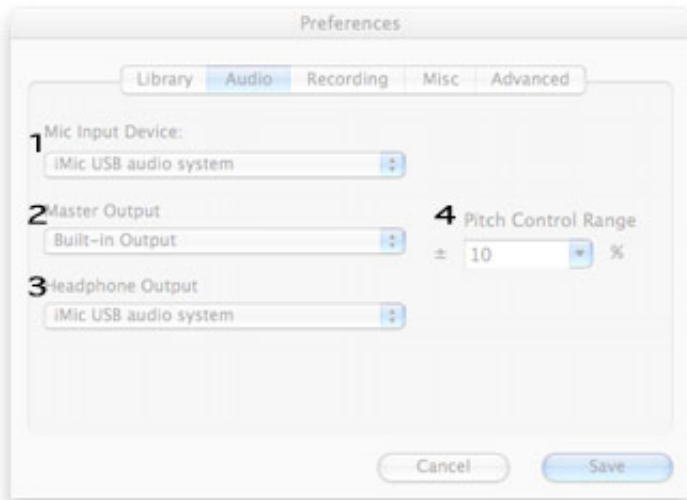 Preferences
Library Audio Recording Misc Advanced
1 Mic Input Device:
iMic USB audio system
2 Master Output
Built-in Output
4 Pitch Control Range
± 10 %
3 Headphone Output
iMic USB audio system
Cancel Save